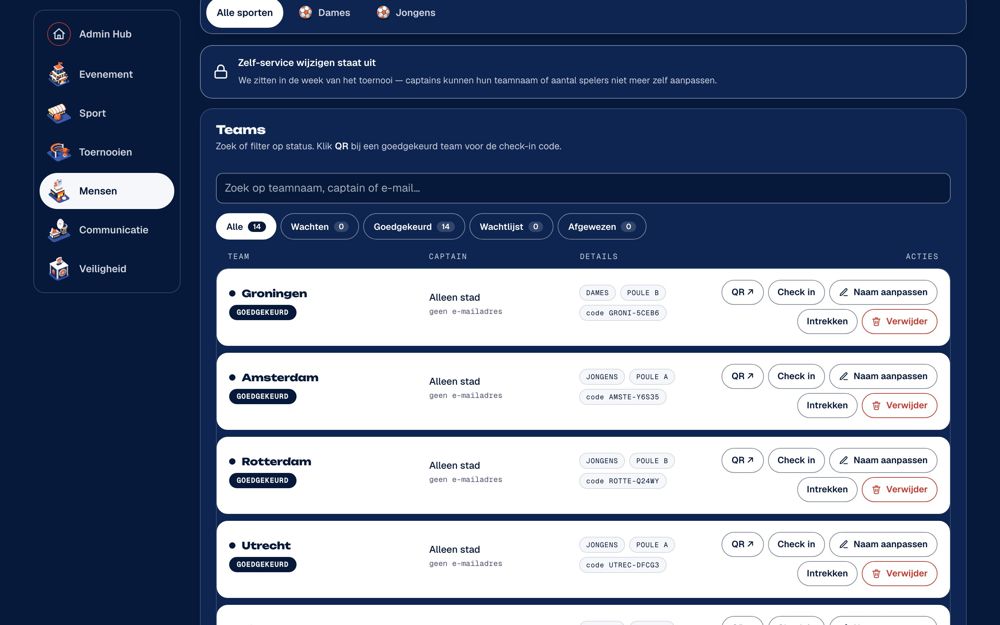 Alle sporten
Dames
Jongens
Admin Hub
Evenement
Sport
Toernooien
Mensen
Communicatie
Veiligheid
Zelf-service wijzigen staat uit
We zitten in de week van het toernooi — captains kunnen hun teamnaam of aantal spelers niet meer zelf aanpassen.
Teams
Zoek of filter op status. Klik QR bij een goedgekeurd team voor de check-in code.
Zoek op teamnaam, captain of e-mail...
Alle 14
Wachten 0
Goedgekeurd 14
Wachtlijst 0
Afgewezen 0
TEAM CAPTAIN DETAILS ACTIES
Groningen
GOEDGEKEURD
Alleen stad
geen e-mailadres
DAMES POULE B
code GRONI-5CEB6
QR ↗ Check in Naam aanpassen
Intrekken Verwijder
Amsterdam
GOEDGEKEURD
Alleen stad
geen e-mailadres
JONGENS POULE A
code AMSTE-Y6S35
QR ↗ Check in Naam aanpassen
Intrekken Verwijder
Rotterdam
GOEDGEKEURD
Alleen stad
geen e-mailadres
JONGENS POULE B
code ROTTE-Q24WY
QR ↗ Check in Naam aanpassen
Intrekken Verwijder
Utrecht
GOEDGEKEURD
Alleen stad
geen e-mailadres
JONGENS POULE A
code UTREC-DFCG3
QR ↗ Check in Naam aanpassen
Intrekken Verwijder